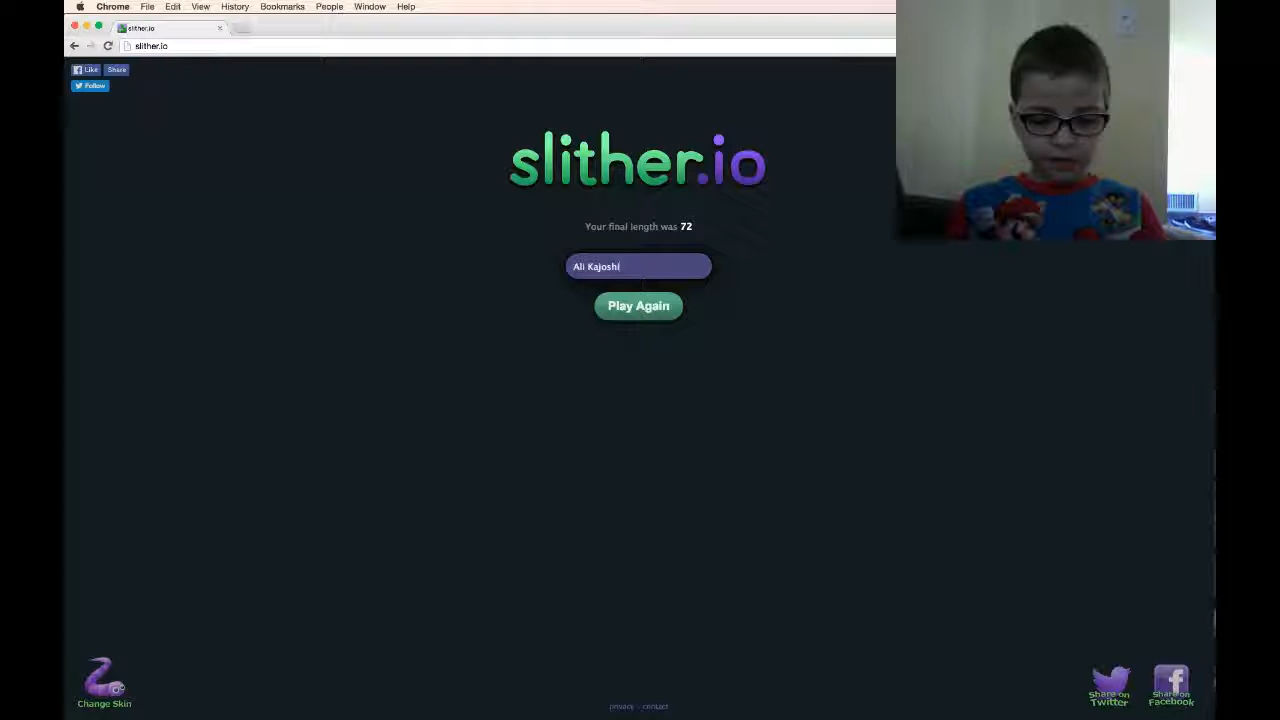 Chrome File Edit View History Bookmarks People Window Help
slither.io
slither.io
Like Share
Follow
slither.io
Your final length was 72
Ali Kajoshi
Play Again
Change Skin
privacy - contact
Share on
Twitter
Share on
Facebook